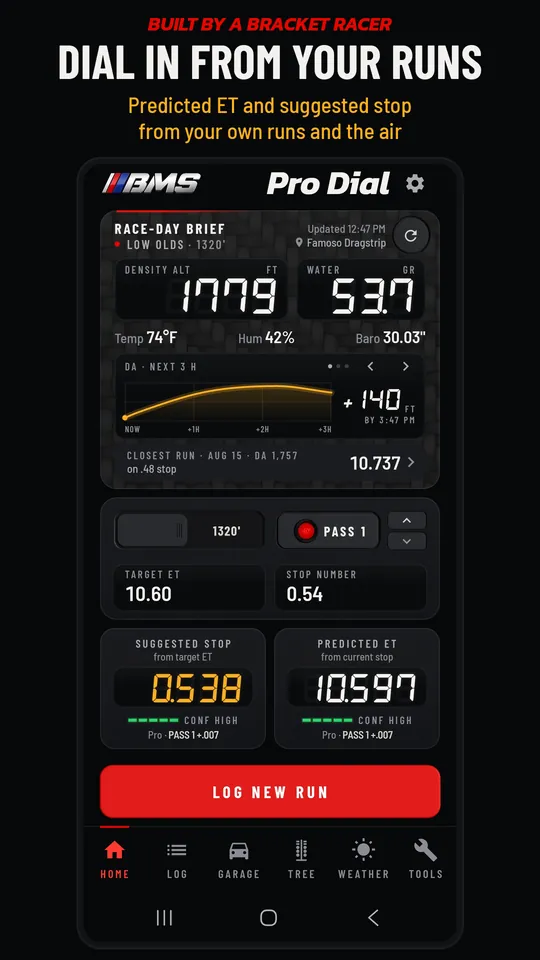 BUILT BY A BRACKET RACER
DIAL IN FROM YOUR RUNS
Predicted ET and suggested stop
from your own runs and the air
BMS Pro Dial
RACE-DAY BRIEF Updated 12:47 PM
LOW OLDS · 1320' Famoso Dragstrip
DENSITY ALT FT WATER GR
1779 53.7
Temp 74°F Hum 42% Baro 30.03"
DA · NEXT 3 H
+140 FT
BY 3:47 PM
NOW +1H +2H +3H
CLOSEST RUN · AUG 15 · DA 1,757
on .48 stop
10.737
1320' PASS 1
TARGET ET STOP NUMBER
10.60 0.54
SUGGESTED STOP PREDICTED ET
from target ET from current stop
0.538 10.597
CONF HIGH CONF HIGH
Pro · PASS 1 +.007 Pro · PASS 1 +.007
LOG NEW RUN
HOME LOG GARAGE TREE WEATHER TOOLS